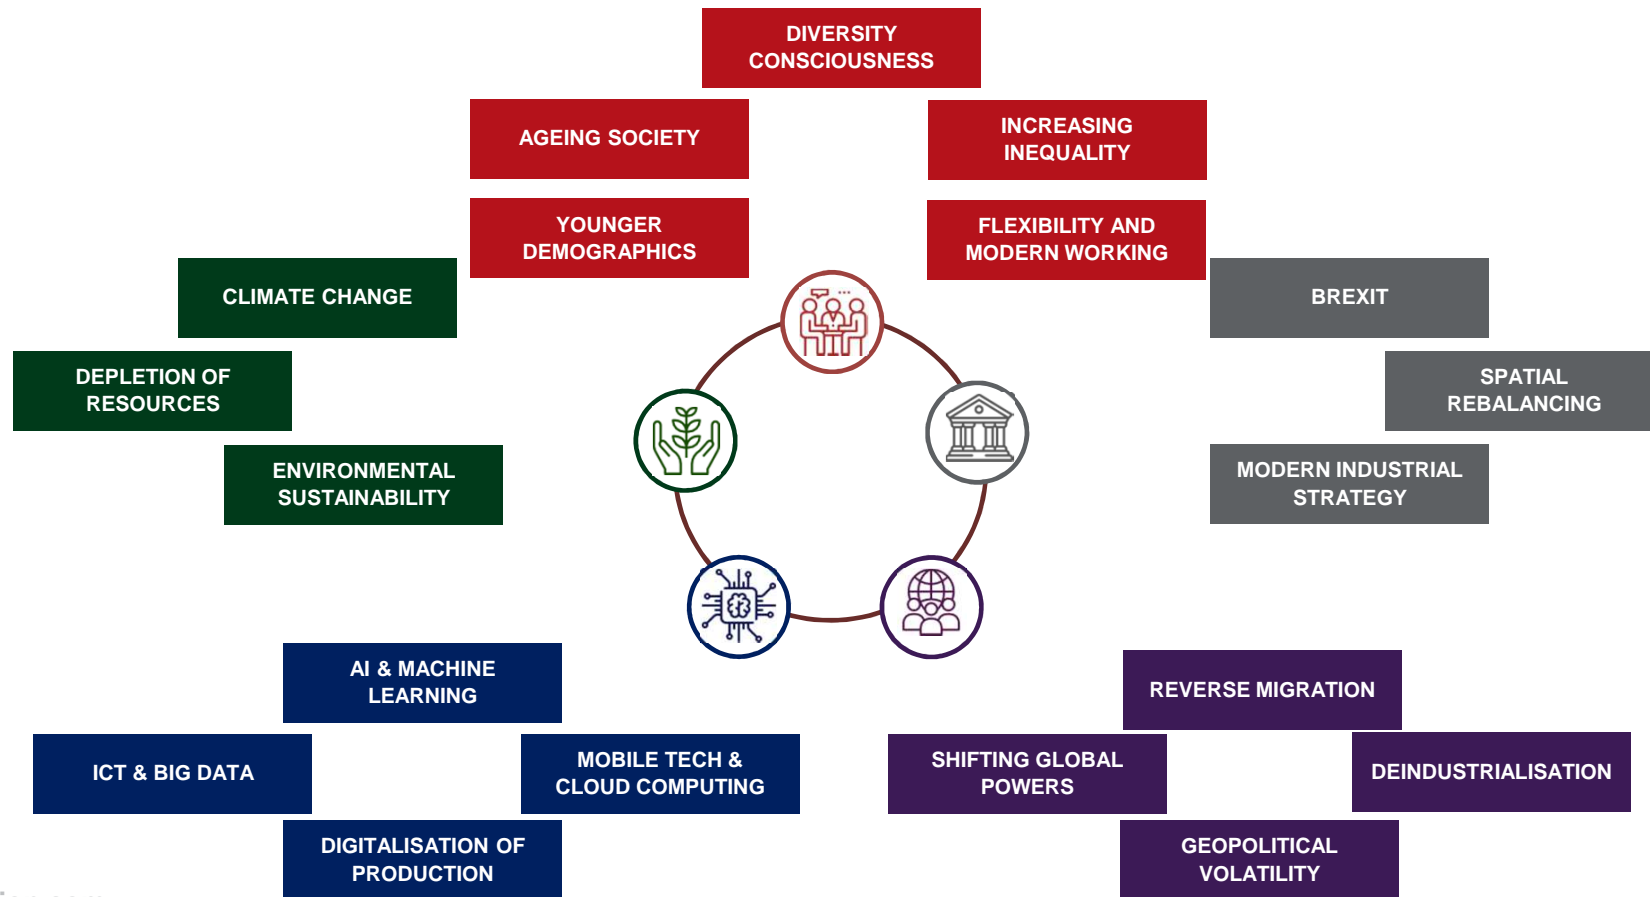 DIVERSITY
CONSCIOUSNESS
AGEING SOCIETY
INCREASING
INEQUALITY
YOUNGER
DEMOGRAPHICS
FLEXIBILITY AND
MODERN WORKING
CLIMATE CHANGE
BREXIT
DEPLETION OF
RESOURCES
SPATIAL
REBALANCING
ENVIRONMENTAL
SUSTAINABILITY
MODERN INDUSTRIAL
STRATEGY
AI & MACHINE
LEARNING
REVERSE MIGRATION
ICT & BIG DATA
MOBILE TECH &
CLOUD COMPUTING
SHIFTING GLOBAL
POWERS
DEINDUSTRIALISATION
DIGITALISATION OF
PRODUCTION
GEOPOLITICAL
VOLATILITY